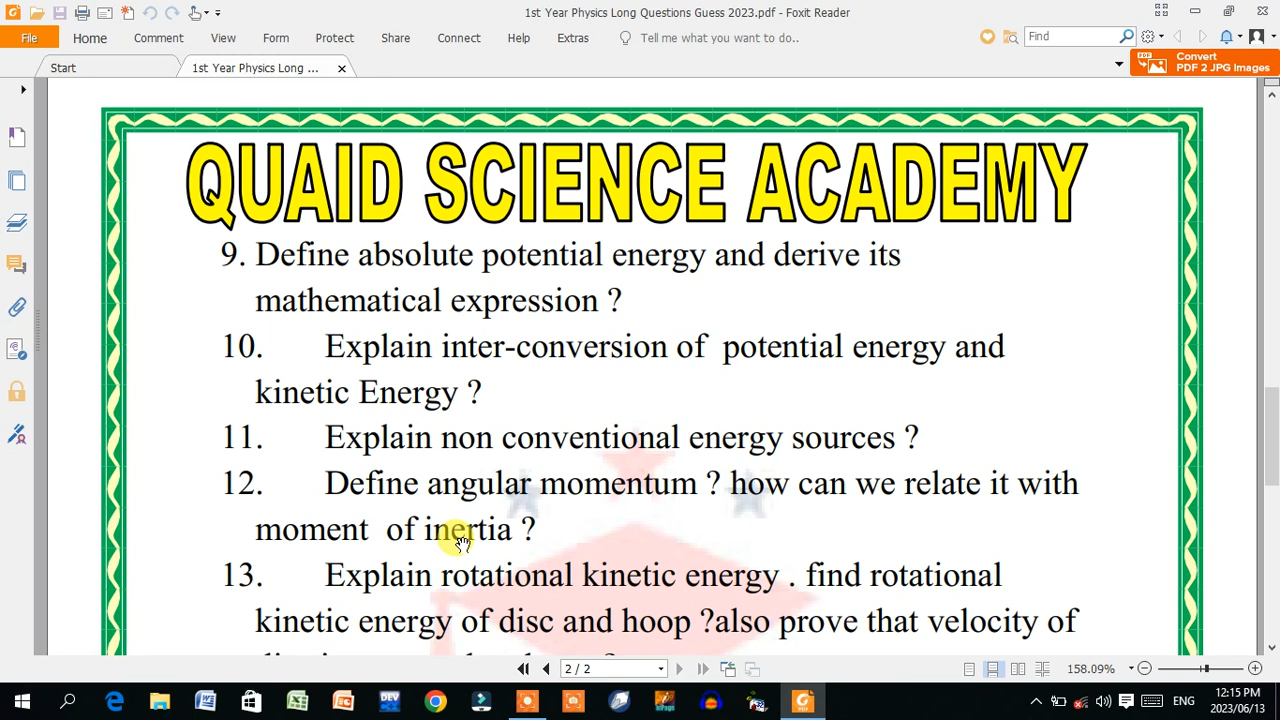 1st Year Physics Long Questions Guess 2023.pdf - Foxit Reader
File Home Comment View Form Protect Share Connect Help Extras Tell me what you want to do.. Find
Start 1st Year Physics Long ... Convert
PDF 2 JPG Images
QUAID SCIENCE ACADEMY
9. Define absolute potential energy and derive its
mathematical expression ?
10. Explain inter-conversion of potential energy and
kinetic Energy ?
11. Explain non conventional energy sources ?
12. Define angular momentum ? how can we relate it with
moment of inertia ?
13. Explain rotational kinetic energy . find rotational
kinetic energy of disc and hoop ?also prove that velocity of
2 / 2 158.09%
ENG 12:15 PM
2023/06/13